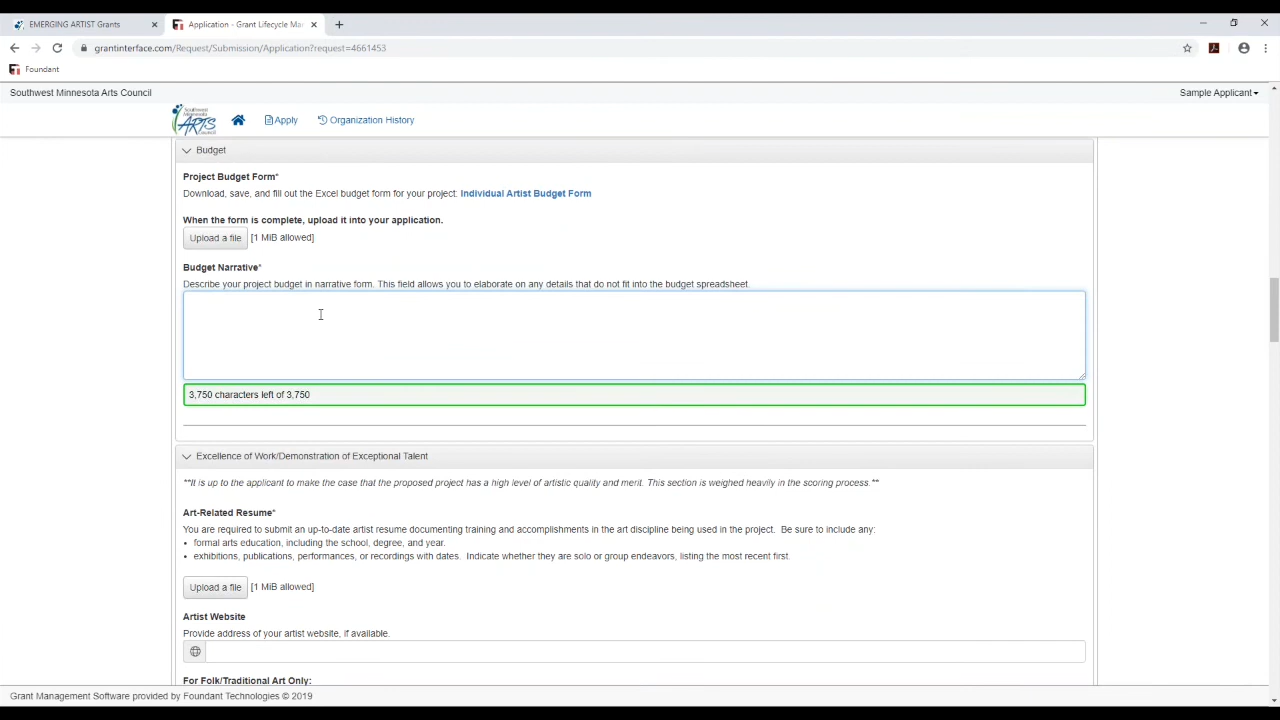 EMERGING ARTIST Grants
Application - Grant Lifecycle Ma
grantinterface.com/Request/Submission/Application?request=4661453
Foundant
Southwest Minnesota Arts Council
Sample Applicant
Southwest Minnesota
ARTS
COUNCIL
Apply
Organization History
Budget
Project Budget Form*
Download, save, and fill out the Excel budget form for your project: Individual Artist Budget Form
When the form is complete, upload it into your application.
Upload a file [1 MiB allowed]
Budget Narrative*
Describe your project budget in narrative form. This field allows you to elaborate on any details that do not fit into the budget spreadsheet.
3,750 characters left of 3,750
Excellence of Work/Demonstration of Exceptional Talent
**It is up to the applicant to make the case that the proposed project has a high level of artistic quality and merit. This section is weighed heavily in the scoring process.**
Art-Related Resume*
You are required to submit an up-to-date artist resume documenting training and accomplishments in the art discipline being used in the project. Be sure to include any:
• formal arts education, including the school, degree, and year.
• exhibitions, publications, performances, or recordings with dates. Indicate whether they are solo or group endeavors, listing the most recent first.
Upload a file [1 MiB allowed]
Artist Website
Provide address of your artist website, if available.
For Folk/Traditional Art Only:
Grant Management Software provided by Foundant Technologies © 2019